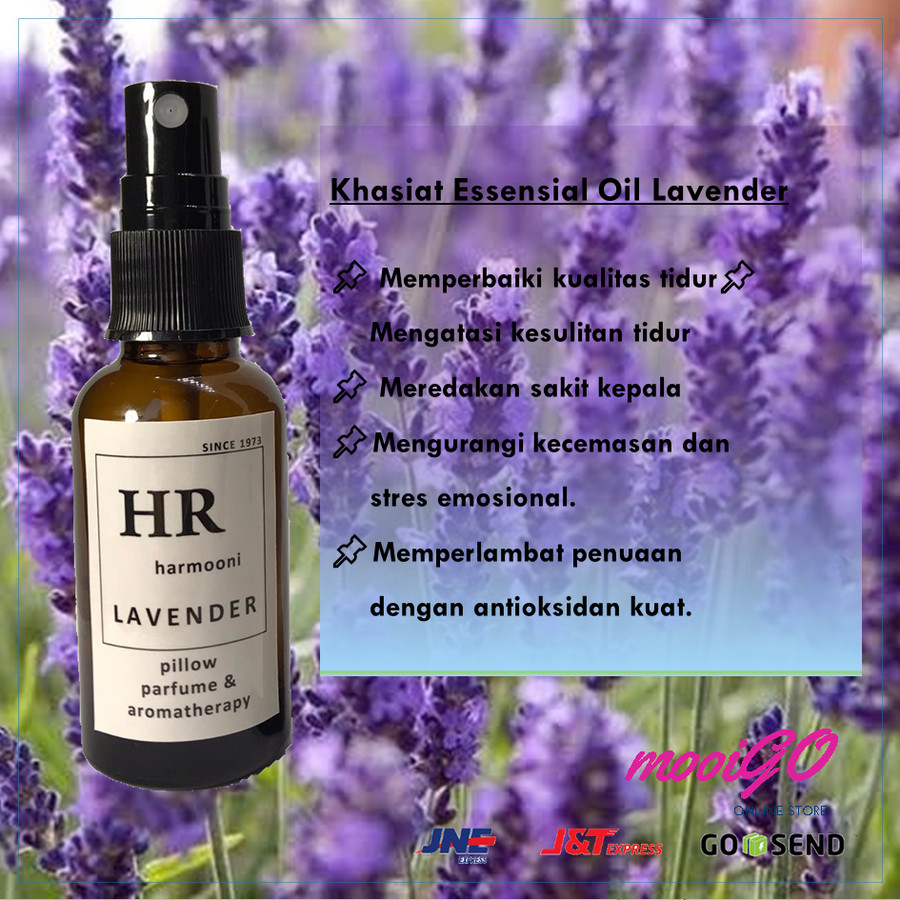 Khasiat Essensial Oil Lavender
Memperbaiki kualitas tidur
Mengatasi kesulitan tidur
Meredakan sakit kepala
Mengurangi kecemasan dan
stres emosional.
Memperlambat penuaan
dengan antioksidan kuat.
SINCE 1973
HR
harmooni
LAVENDER
pillow
parfume &
aromatherapy
mooiGO
ONLINE STORE
JNE
EXPRESS
J&T EXPRESS
GO SEND